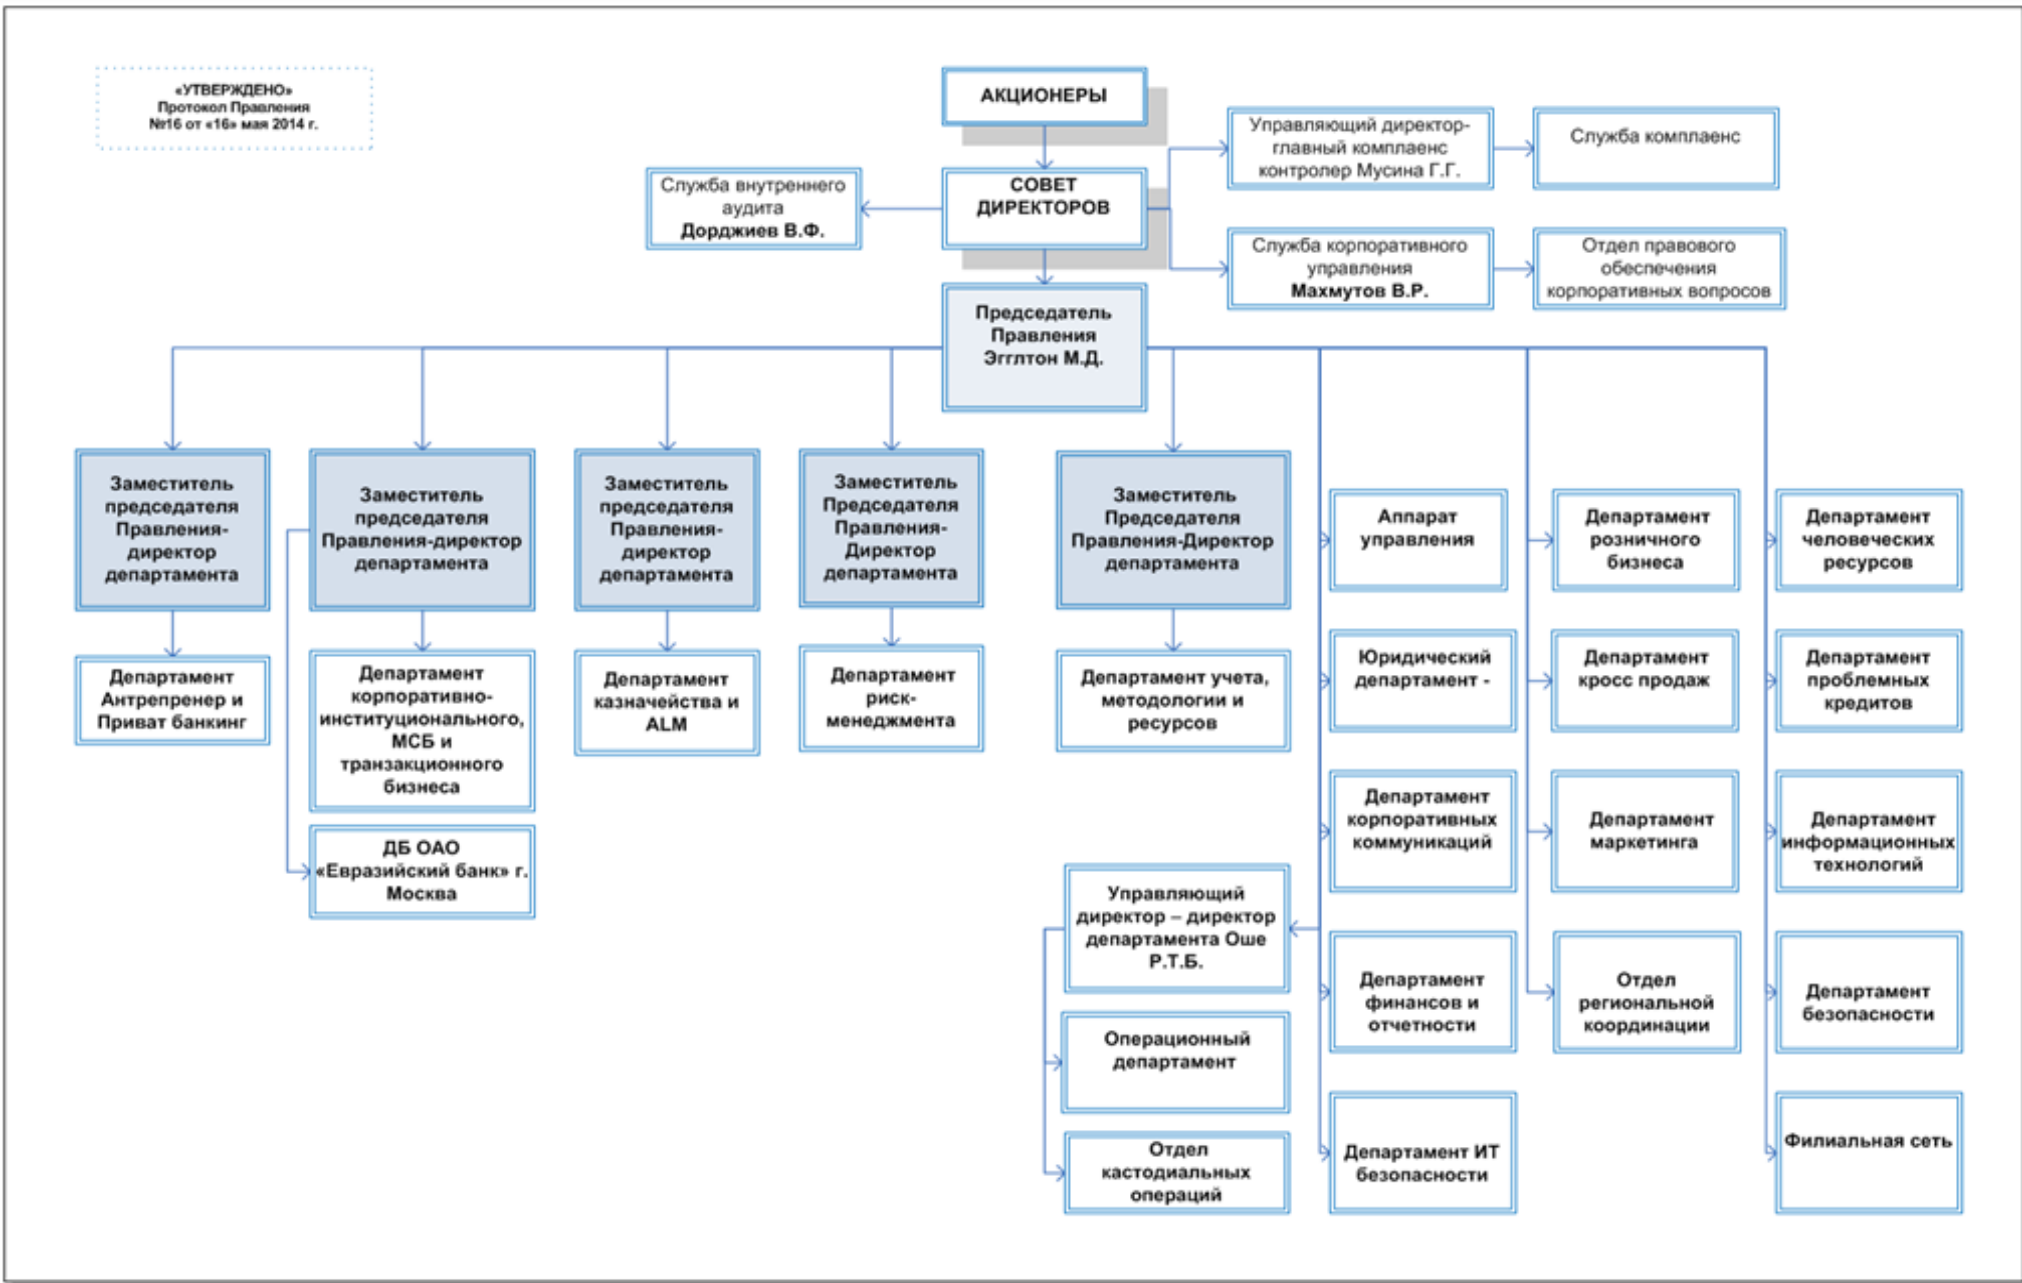 «УТВЕРЖДЕНО»
Протокол Правления
№16 от «16» мая 2014 г.
АКЦИОНЕРЫ
СОВЕТ
ДИРЕКТОРОВ
Служба внутреннего
аудита
Дорджиев В.Ф.
Управляющий директор-
главный комплаенс
контролер Мусина Г.Г.
Служба комплаенс
Служба корпоративного
управления
Махмутов В.Р.
Отдел правового
обеспечения
корпоративных вопросов
Председатель
Правления
Эгглтон М.Д.
Заместитель
председателя
Правления-
директор
департамента
Заместитель
председателя
Правления-директор
департамента
Заместитель
председателя
Правления-
директор
департамента
Заместитель
Председателя
Правления-
Директор
департамента
Заместитель
Председателя
Правления-Директор
департамента
Аппарат
управления
Департамент
розничного
бизнеса
Департамент
человеческих
ресурсов
Департамент
Антрепренер и
Приват банкинг
Департамент
корпоративно-
институционального,
МСБ и
транзакционного
бизнеса
Департамент
казначейства и
ALM
Департамент
риск-
менеджмента
Департамент учета,
методологии и
ресурсов
Юридический
департамент -
Департамент
кросс продаж
Департамент
проблемных
кредитов
ДБ ОАО
«Евразийский банк» г.
Москва
Департамент
корпоративных
коммуникаций
Департамент
маркетинга
Департамент
информационных
технологий
Управляющий
директор – директор
департамента Оше
Р.Т.Б.
Департамент
финансов и
отчетности
Отдел
региональной
координации
Департамент
безопасности
Операционный
департамент
Отдел
кастодиальных
операций
Департамент ИТ
безопасности
Филиальная сеть